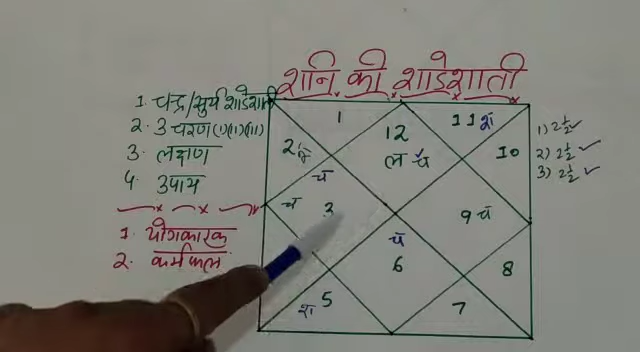 शनि की शाडेशाती
1. चन्द्र/सुर्य शाडेशाती
2. 3 चरण (I)(II)(III)
3. लक्षण
4. उपाय
1. योगकारक
2. कर्मफल
1
12
11 श
2
ल चं
10
चं
चं
3
9 चं
चं
6
8
श 5
7
1) 2½ ✓
2) 2½ ✓
3) 2½ ✓